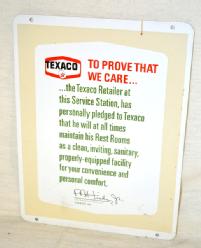 TEXACO
TO PROVE THAT
WE CARE...
...the Texaco Retailer at
this Service Station, has
personally pledged to Texaco
that he will at all times
maintain his Rest Rooms
as a clean, inviting, sanitary,
properly-equipped facility
for your convenience and
personal comfort.